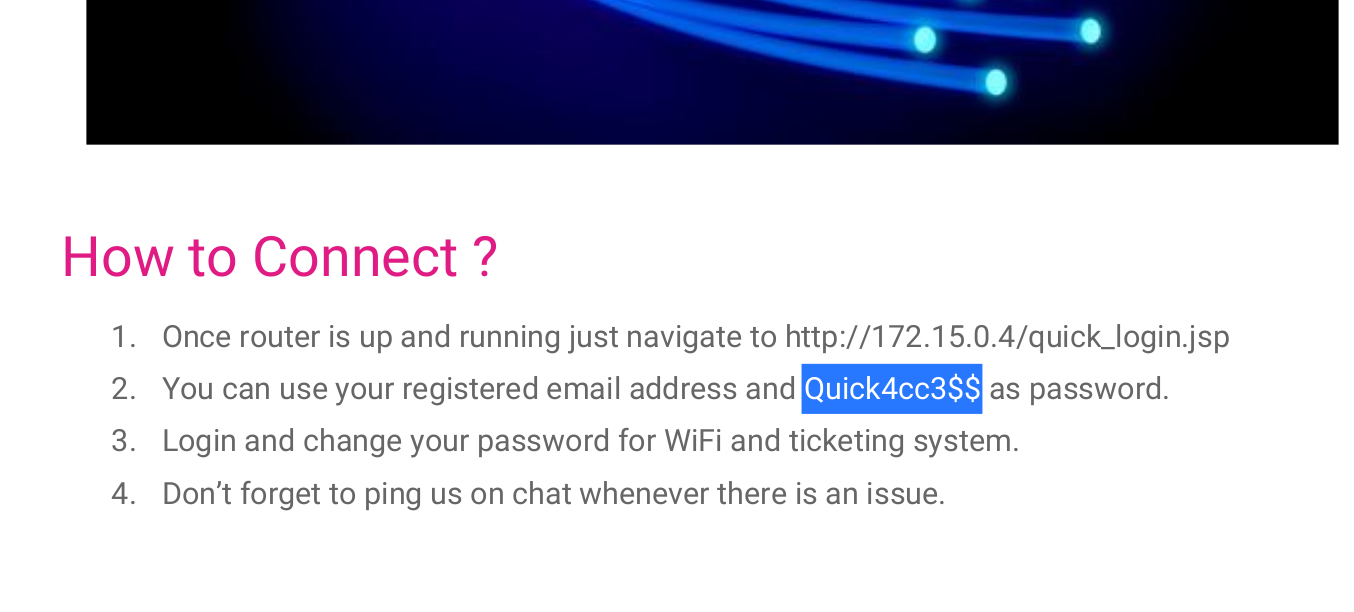 How to Connect ?
1. Once router is up and running just navigate to http://172.15.0.4/quick_login.jsp
2. You can use your registered email address and Quick4cc3$$ as password.
3. Login and change your password for WiFi and ticketing system.
4. Don’t forget to ping us on chat whenever there is an issue.